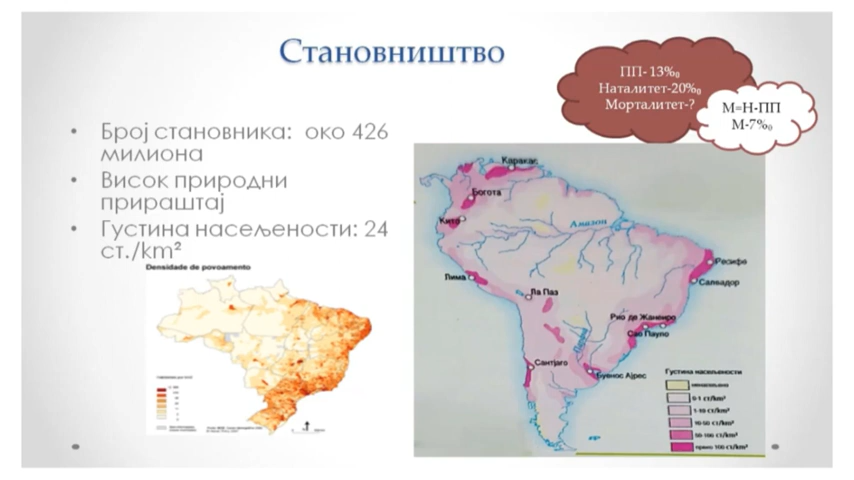 Становништво
ПП- 13‰
Наталитет-20‰
Морталитет-?
М=Н-ПП
М-7‰
• Број становника: око 426
милиона
• Висок природни
прираштај
• Густина насељености: 24
ст./km²
Densidade de povoamento
Каракас
Богота
Кито
Амазон
Лима
Ла Паз
Ресифе
Салвадор
Рио де Жанеиро
Сао Пауло
Сантјаго
Буенос Ајрес
Густина насељености
ненасељено
0-1 ст/km²
1-10 ст/km²
10-50 ст/km²
50-100 ст/km²
преко 100 ст/km²